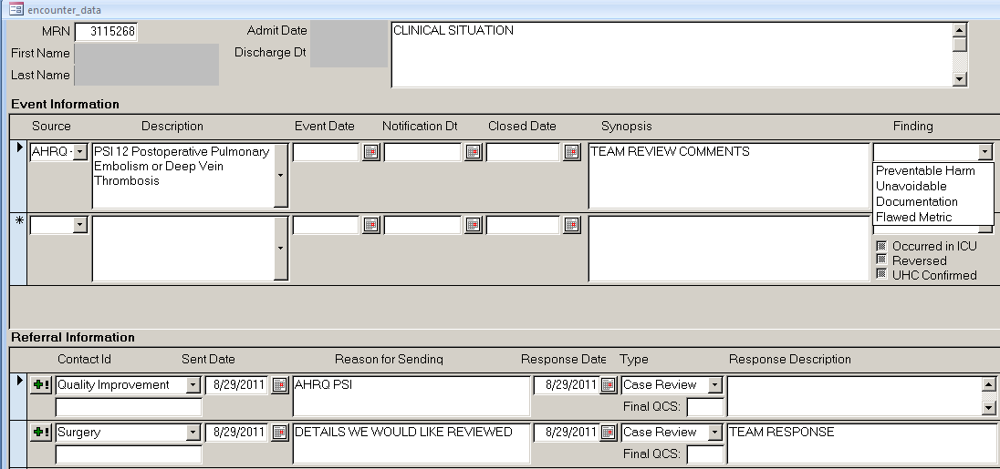 encounter_data
MRN 3115268 Admit Date CLINICAL SITUATION
First Name Discharge Dt
Last Name
Event Information
Source Description Event Date Notification Dt Closed Date Synopsis Finding
AHRQ - PSI 12 Postoperative Pulmonary TEAM REVIEW COMMENTS
Embolism or Deep Vein
Thrombosis
Preventable Harm
Unavoidable
Documentation
Flawed Metric
*
Occurred in ICU
Reversed
UHC Confirmed
Referral Information
Contact Id Sent Date Reason for Sending Response Date Type Response Description
Quality Improvement 8/29/2011 AHRQ PSI 8/29/2011 Case Review
Final QCS:
Surgery 8/29/2011 DETAILS WE WOULD LIKE REVIEWED 8/29/2011 Case Review TEAM RESPONSE
Final QCS: